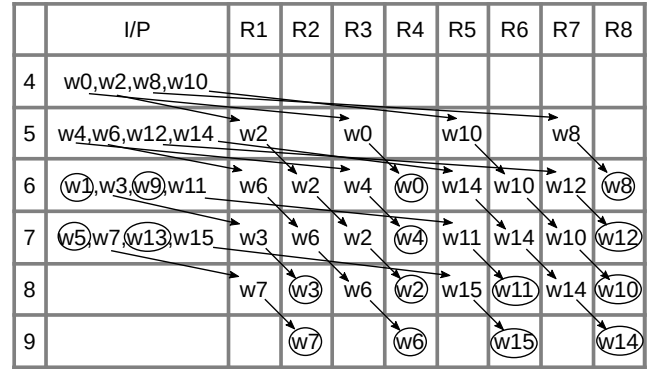 I/P R1 R2 R3 R4 R5 R6 R7 R8
4 w0,w2,w8,w10
5 w4,w6,w12,w14 w2 w0 w10 w8
6 w1,w3,w9,w11 w6 w2 w4 w0 w14 w10 w12 w8
7 w5,w7,w13,w15 w3 w6 w2 w4 w11 w14 w10 w12
8 w7 w3 w6 w2 w15 w11 w14 w10
9 w7 w6 w15 w14